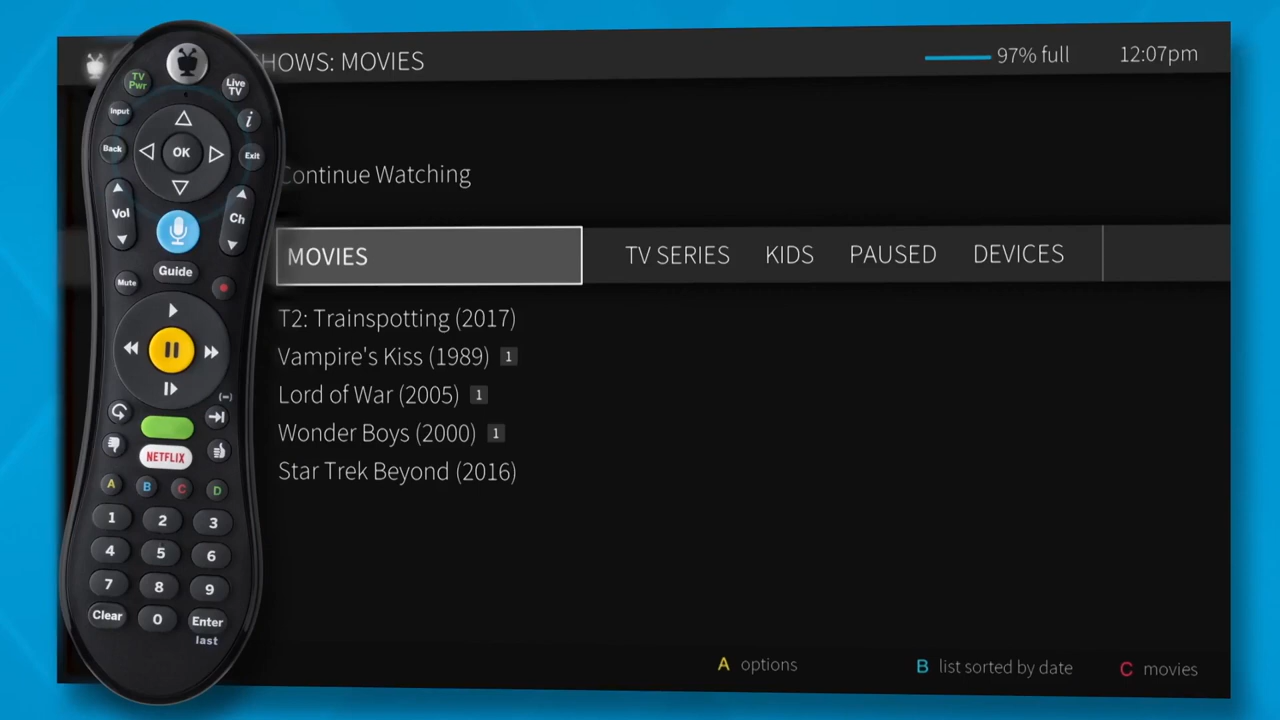 HOWS: MOVIES
97% full
12:07pm
Continue Watching
MOVIES
TV SERIES
KIDS
PAUSED
DEVICES
T2: Trainspotting (2017)
Vampire's Kiss (1989) 1
Lord of War (2005) 1
Wonder Boys (2000) 1
Star Trek Beyond (2016)
A options
B list sorted by date
C movies
TV
Pwr
Live
TV
Input
i
Back
OK
Exit
Vol
Ch
Guide
Mute
(-)
NETFLIX
A B C D
1 2 3
4 5 6
7 8 9
Clear 0 Enter
last